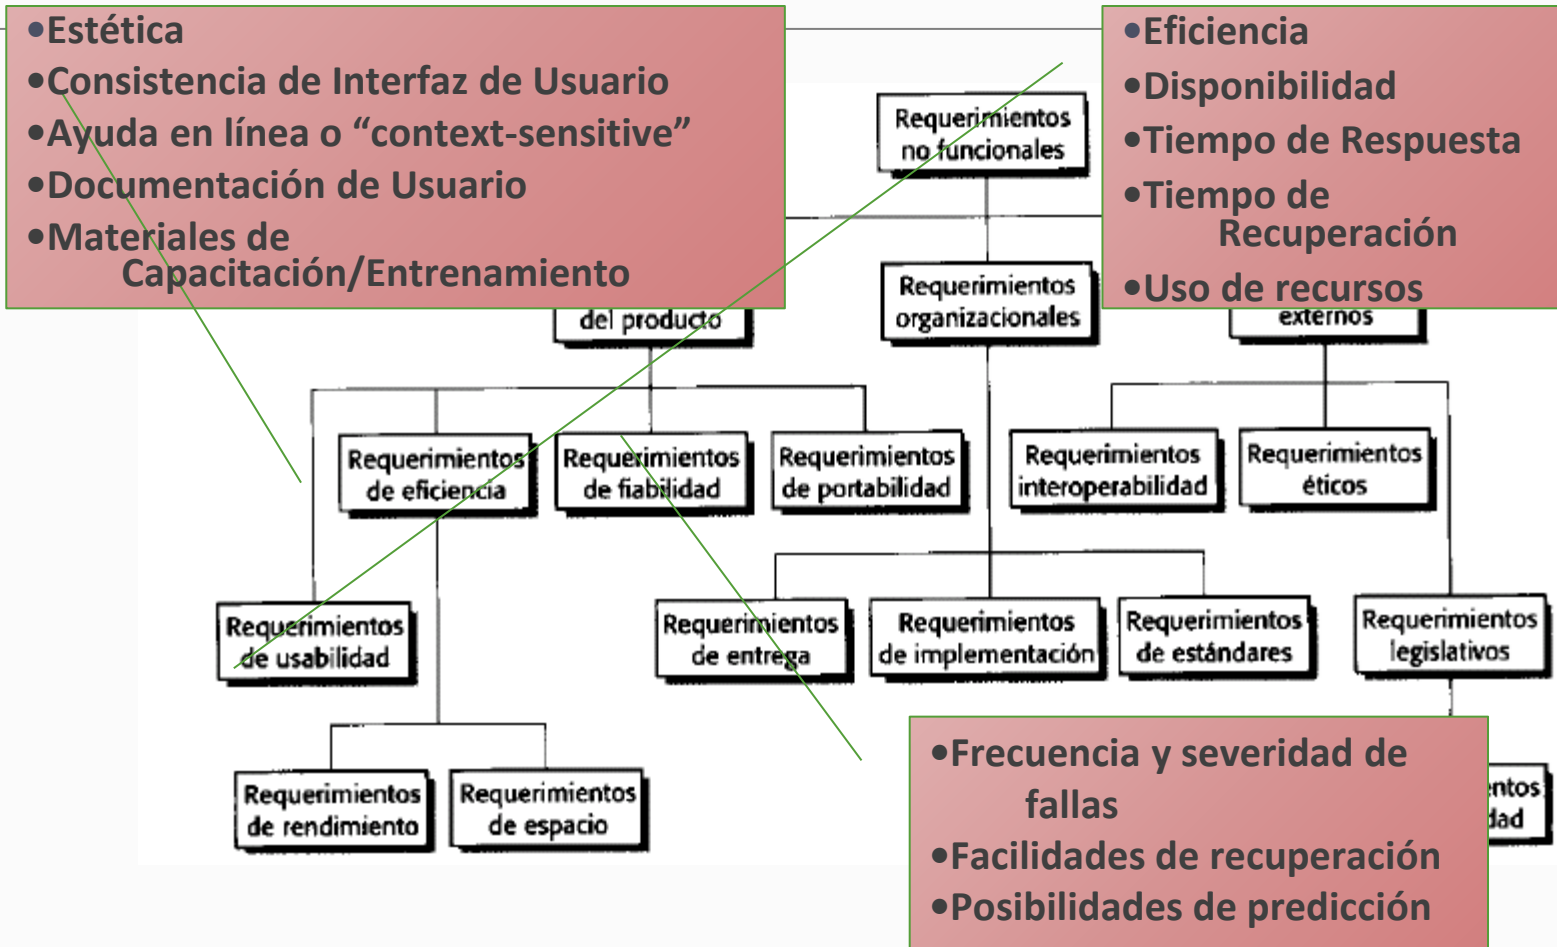 •Estética
•Consistencia de Interfaz de Usuario
•Ayuda en línea o “context-sensitive”
•Documentación de Usuario
•Materiales de
Capacitación/Entrenamiento
•Eficiencia
•Disponibilidad
•Tiempo de Respuesta
•Tiempo de
Recuperación
•Uso de recursos
Requerimientos
no funcionales
del producto
Requerimientos
organizacionales
externos
Requerimientos
de eficiencia
Requerimientos
de fiabilidad
Requerimientos
de portabilidad
Requerimientos
interoperabilidad
Requerimientos
éticos
Requerimientos
de usabilidad
Requerimientos
de entrega
Requerimientos
de implementación
Requerimientos
de estándares
Requerimientos
legislativos
Requerimientos
de rendimiento
Requerimientos
de espacio
•Frecuencia y severidad de
fallas
•Facilidades de recuperación
•Posibilidades de predicción